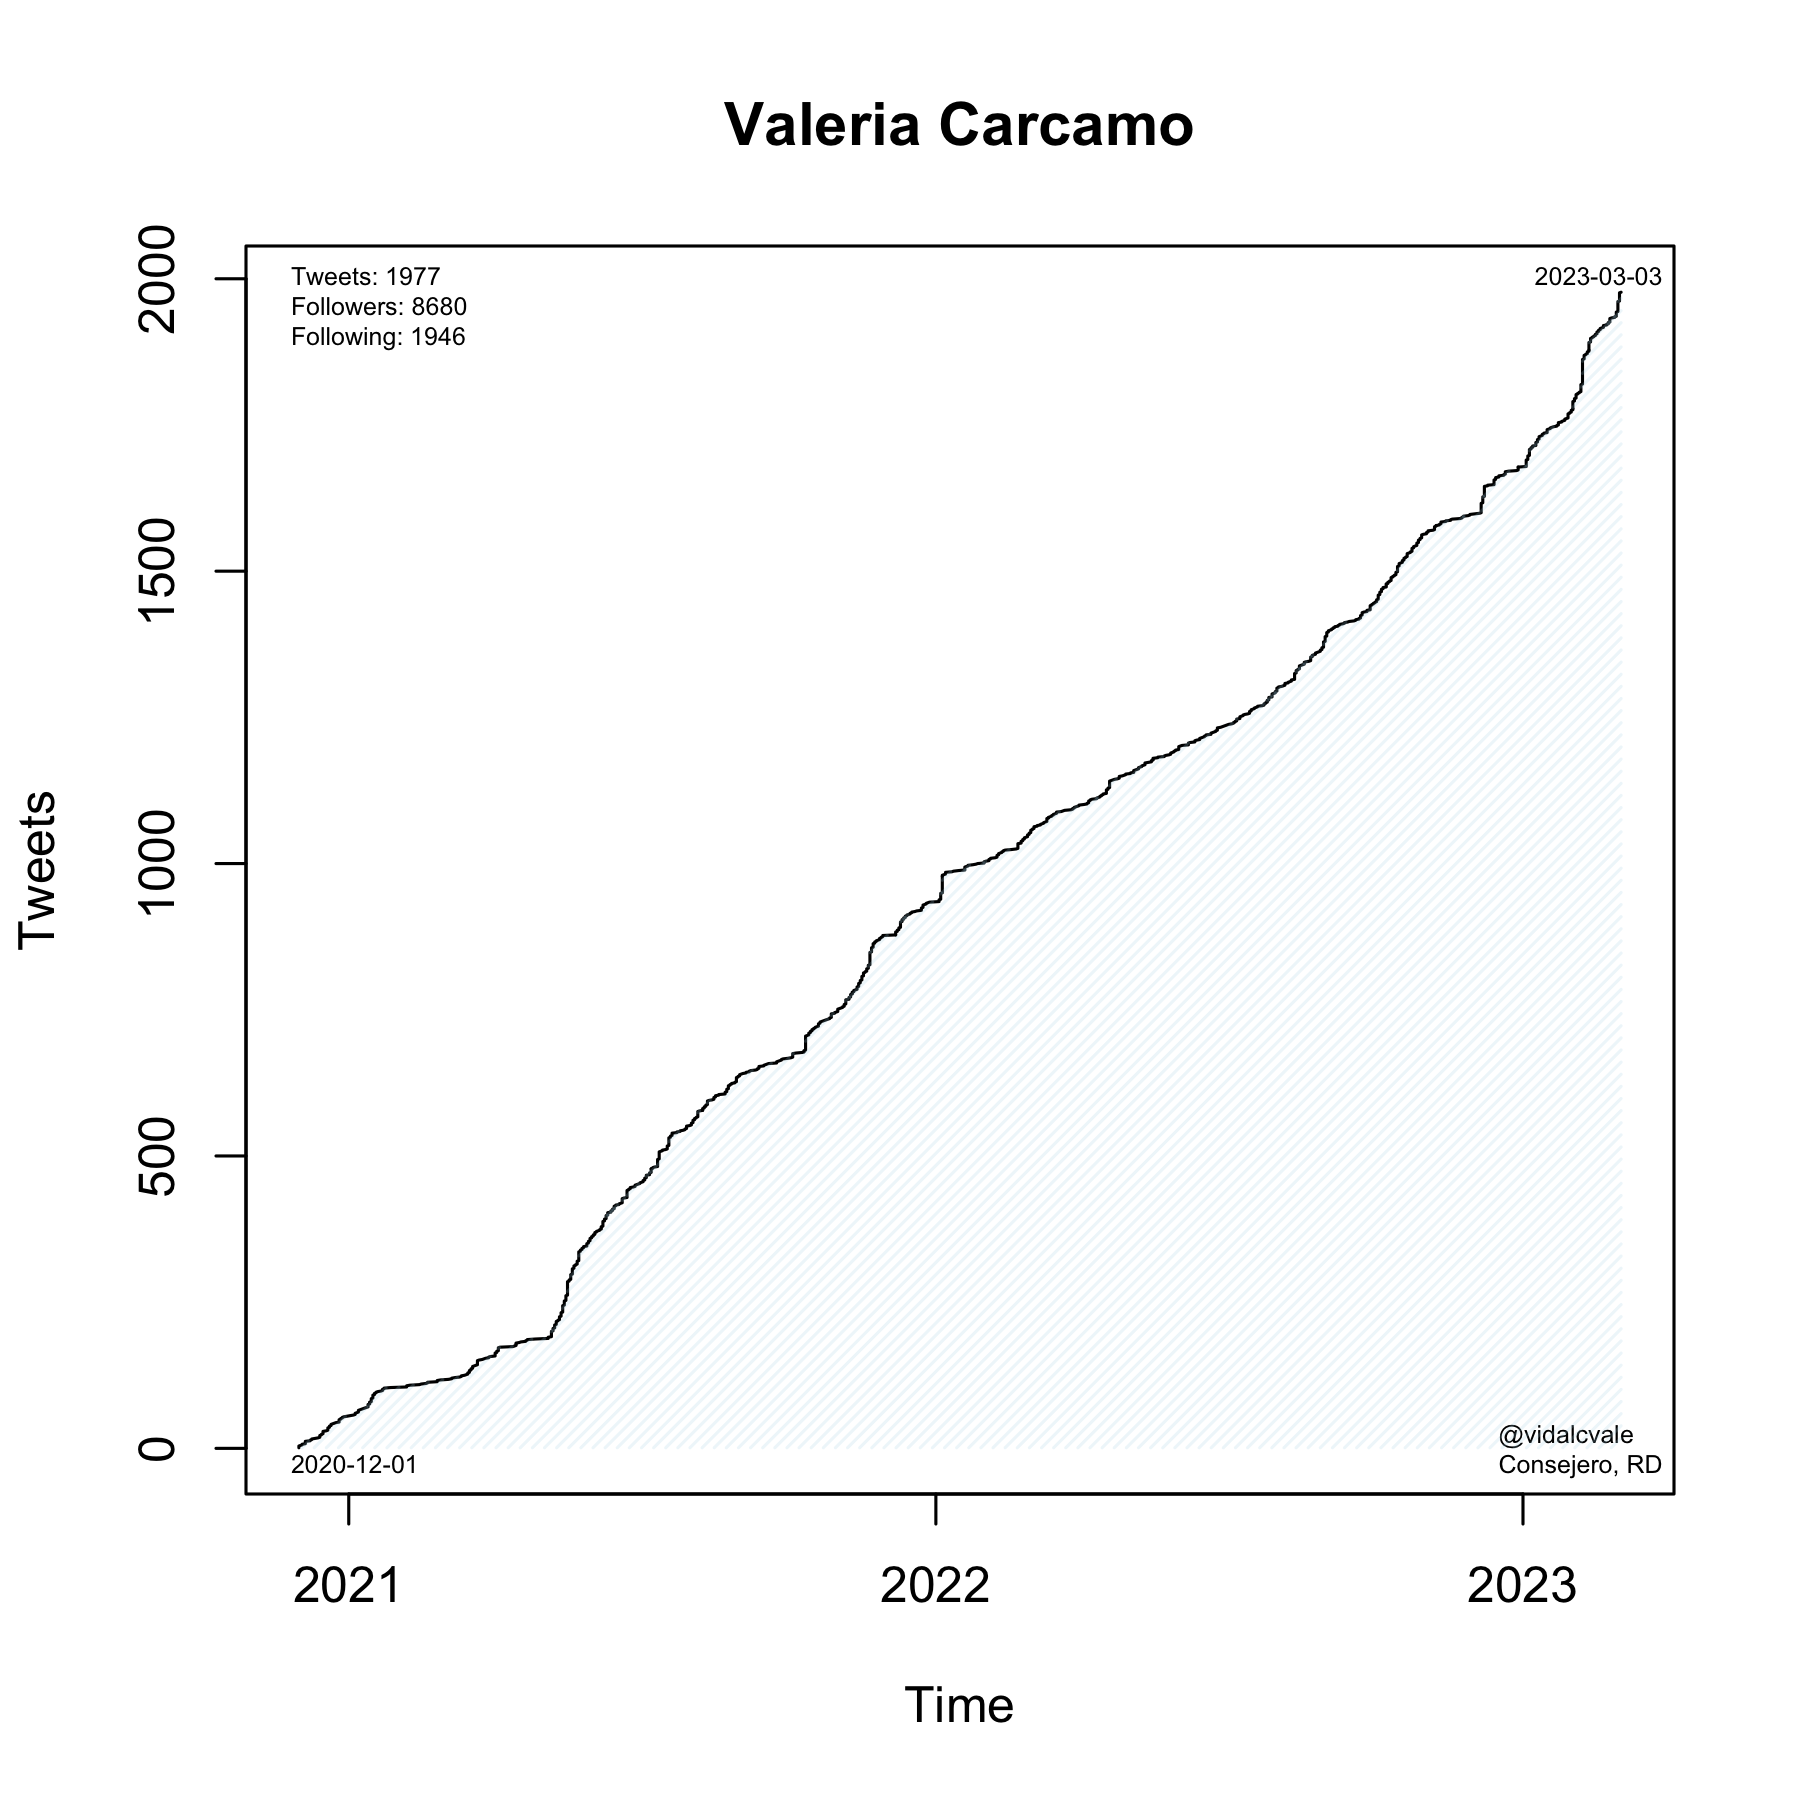 Valeria Carcamo
Tweets: 1977
Followers: 8680
Following: 1946
2023-03-03
2000
1500
1000
500
0
Tweets
2020-12-01
@vidalcvale
Consejero, RD
2021 2022 2023
Time